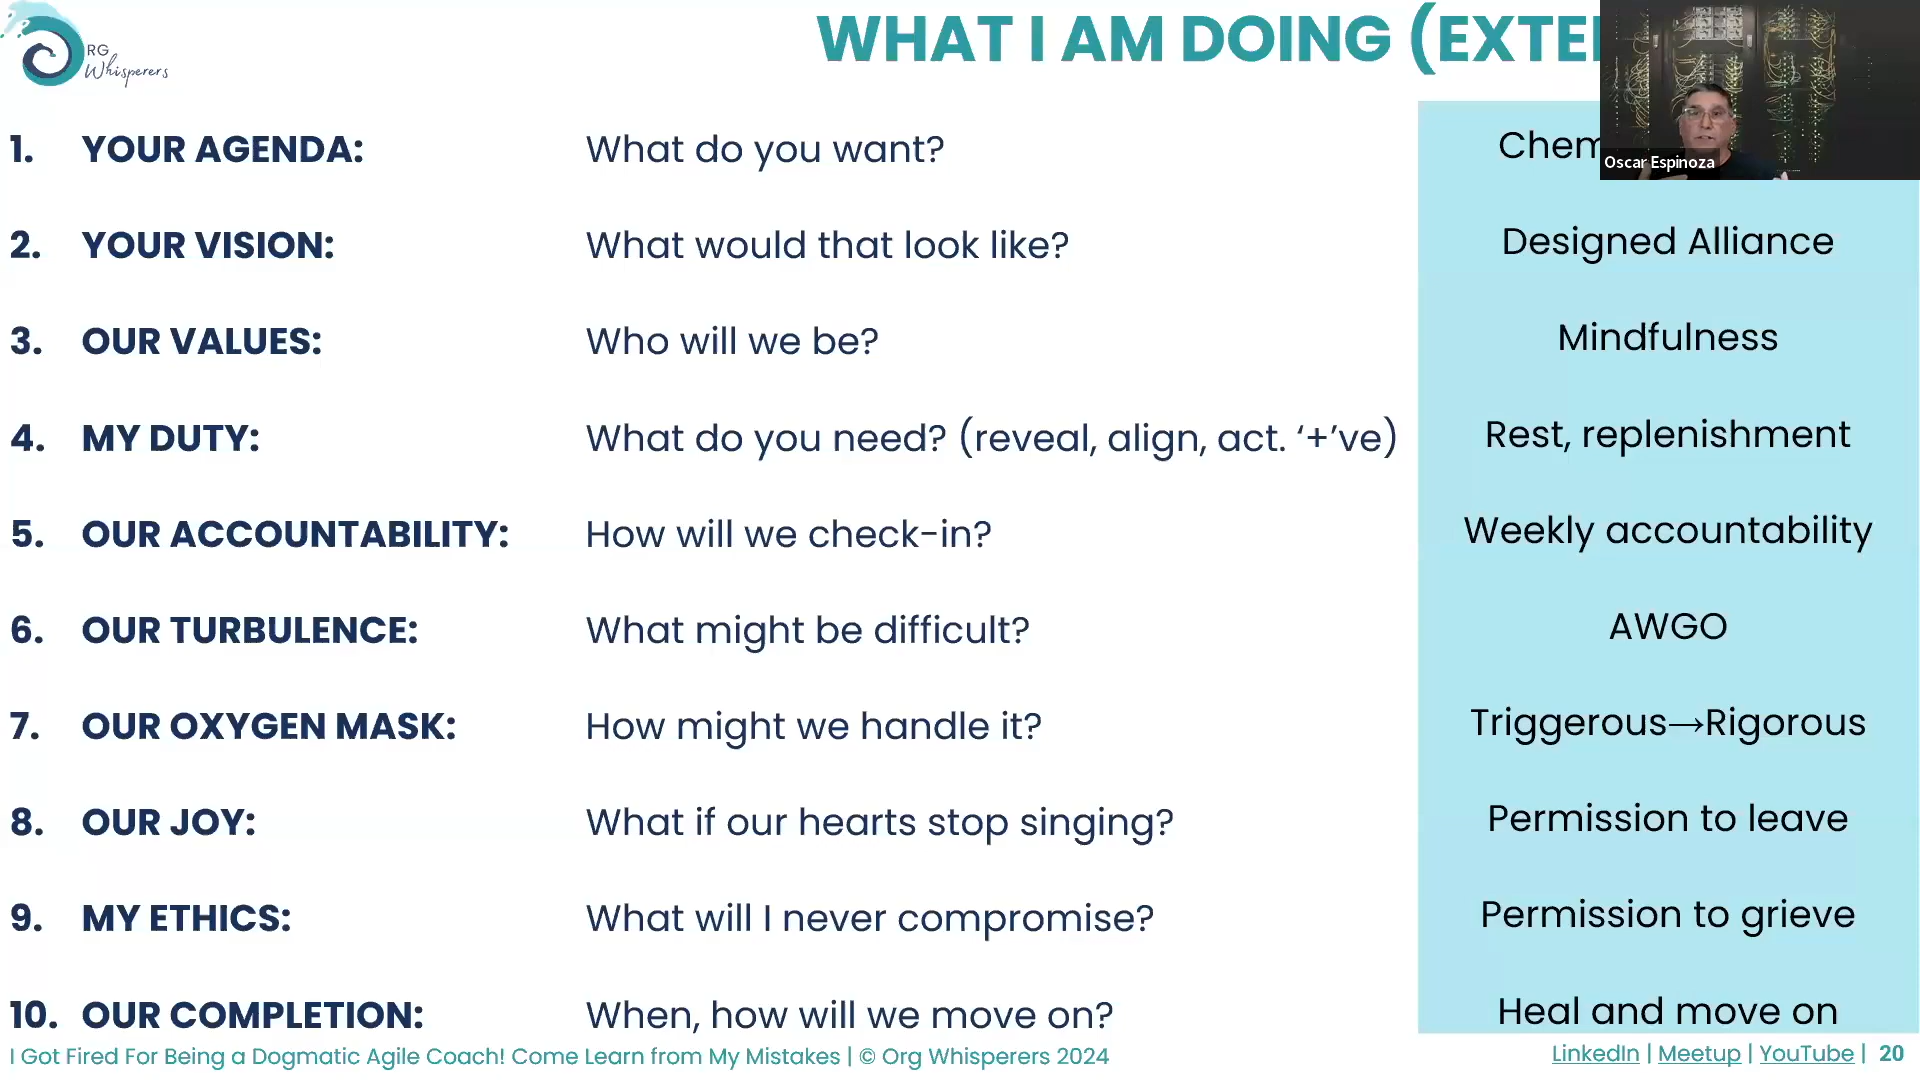 RG
Whisperers
WHAT I AM DOING
Oscar Espinoza
1. YOUR AGENDA: What do you want?
2. YOUR VISION: What would that look like? Designed Alliance
3. OUR VALUES: Who will we be? Mindfulness
4. MY DUTY: What do you need? (reveal, align, act. ‘+’ve) Rest, replenishment
5. OUR ACCOUNTABILITY: How will we check-in? Weekly accountability
6. OUR TURBULENCE: What might be difficult? AWGO
7. OUR OXYGEN MASK: How might we handle it? Triggerous→Rigorous
8. OUR JOY: What if our hearts stop singing? Permission to leave
9. MY ETHICS: What will I never compromise? Permission to grieve
10. OUR COMPLETION: When, how will we move on? Heal and move on
I Got Fired For Being a Dogmatic Agile Coach! Come Learn from My Mistakes | © Org Whisperers 2024 LinkedIn | Meetup | YouTube | 20